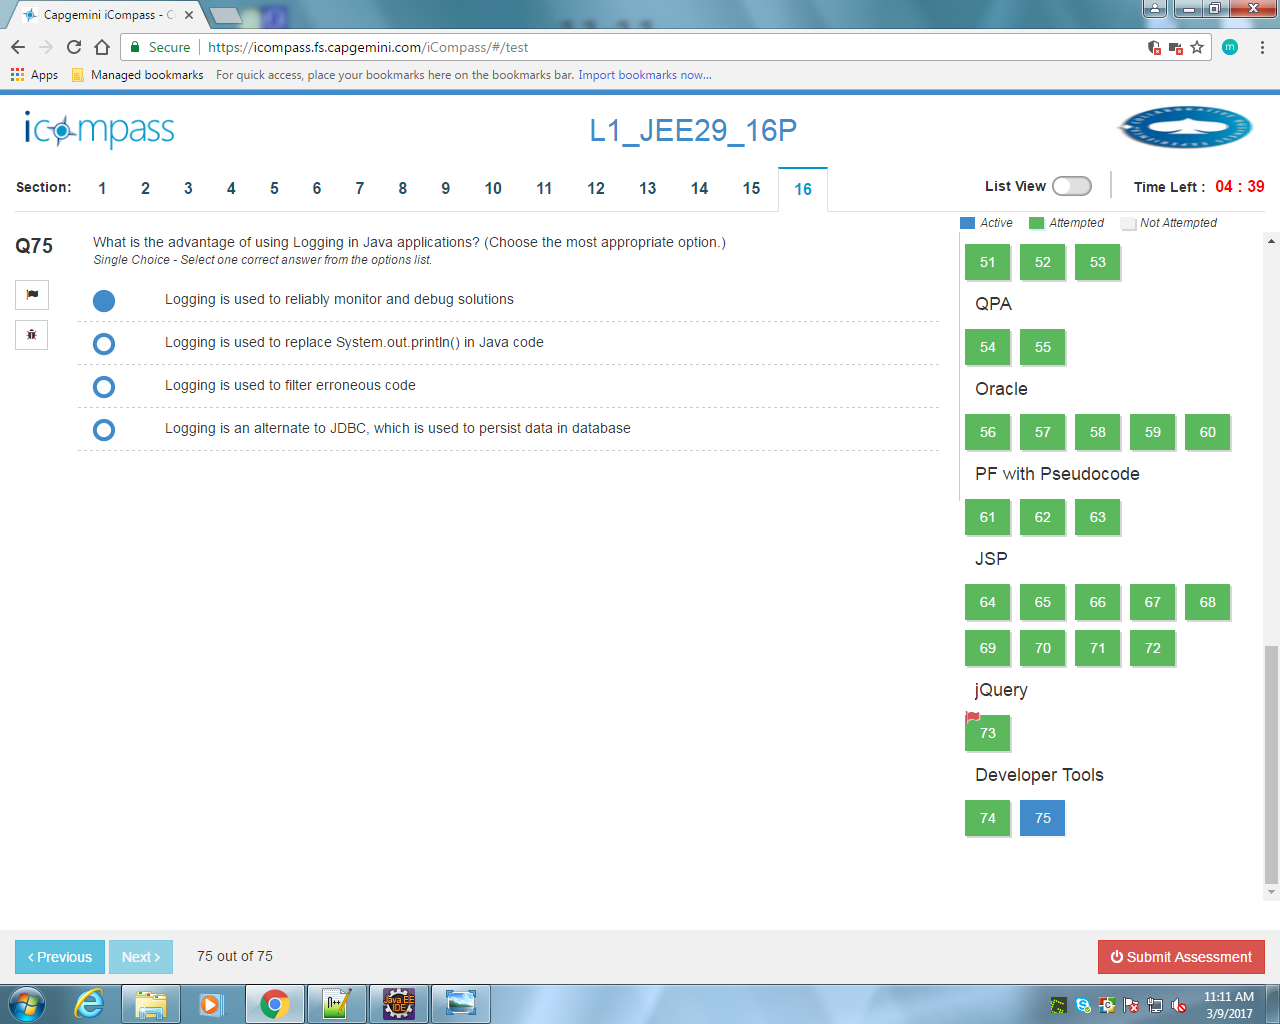 Capgemini iCompass - C
Secure
https://icompass.fs.capgemini.com/iCompass/#/test
m
Apps
Managed bookmarks
For quick access, place your bookmarks here on the bookmarks bar. Import bookmarks now...
icompass
L1_JEE29_16P
Section: 1 2 3 4 5 6 7 8 9 10 11 12 13 14 15 16
List View
Time Left : 04 : 39
Active Attempted Not Attempted
Q75
What is the advantage of using Logging in Java applications? (Choose the most appropriate option.)
Single Choice - Select one correct answer from the options list.
Logging is used to reliably monitor and debug solutions
Logging is used to replace System.out.println() in Java code
Logging is used to filter erroneous code
Logging is an alternate to JDBC, which is used to persist data in database
51 52 53
QPA
54 55
Oracle
56 57 58 59 60
PF with Pseudocode
61 62 63
JSP
64 65 66 67 68
69 70 71 72
jQuery
73
Developer Tools
74 75
‹ Previous
Next ›
75 out of 75
Submit Assessment
Java EE
IDE
11:11 AM
3/9/2017